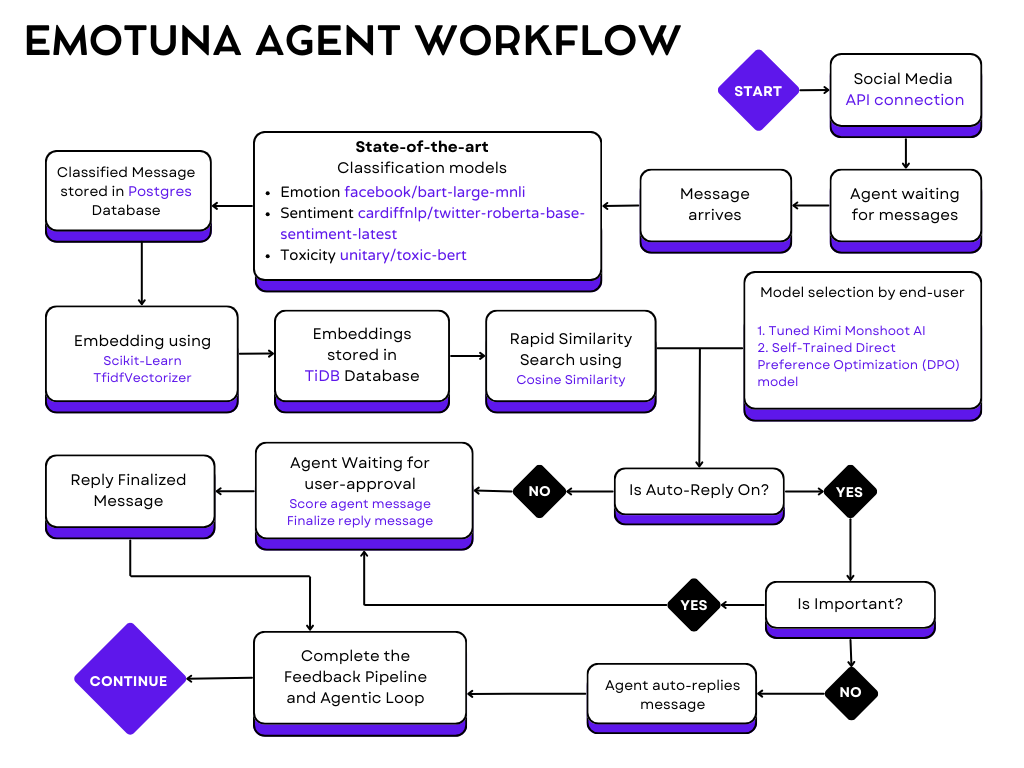 EMOTUNA AGENT WORKFLOW
START
Social Media
API connection
Agent waiting
for messages
Message
arrives
State-of-the-art
Classification models
• Emotion facebook/bart-large-mnli
• Sentiment cardiffnlp/twitter-roberta-base-
sentiment-latest
• Toxicity unitary/toxic-bert
Classified Message
stored in Postgres
Database
Embedding using
Scikit-Learn
TfidfVectorizer
Embeddings
stored in
TiDB Database
Rapid Similarity
Search using
Cosine Similarity
Model selection by end-user
1. Tuned Kimi Monshoot AI
2. Self-Trained Direct
Preference Optimization (DPO)
model
Is Auto-Reply On?
NO
YES
Agent Waiting for
user-approval
Score agent message
Finalize reply message
Reply Finalized
Message
Is Important?
YES
NO
Agent auto-replies
message
Complete the
Feedback Pipeline
and Agentic Loop
CONTINUE